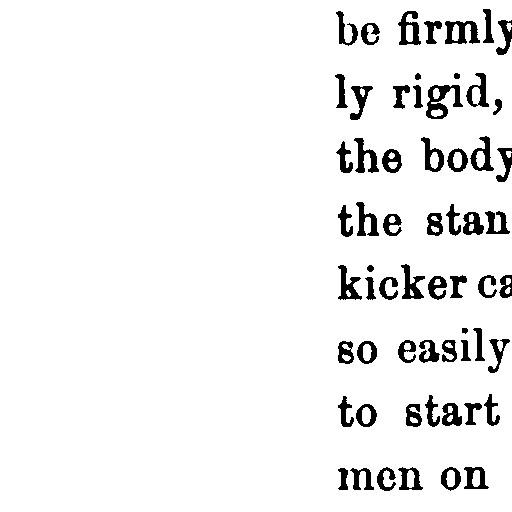 be firmly
ly rigid,
the body
the stan
kicker ca
so easily
to start
men on